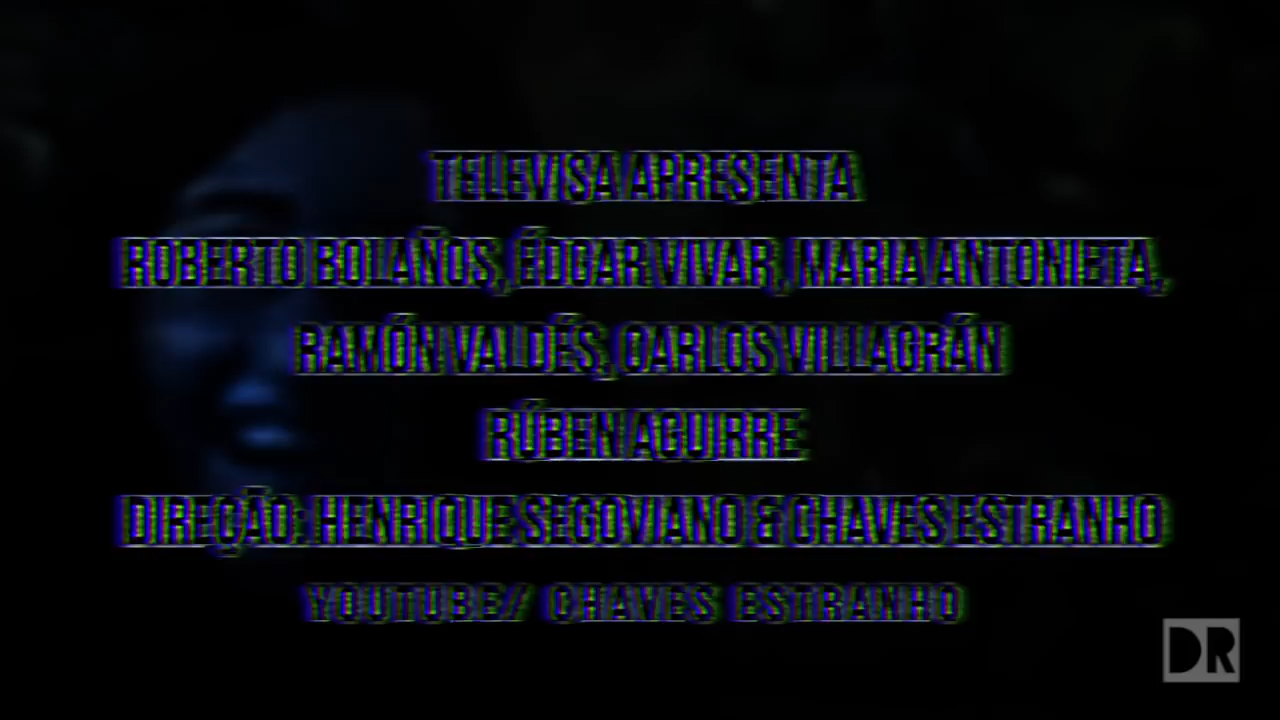 TELEVISA APRESENTA
ROBERTO BOLAÑOS, ÉDGAR VIVAR, MARIA ANTONIETA,
RAMÓN VALDÉS, CARLOS VILLAGRÁN
RÚBEN AGUIRRE
DIREÇÃO: HENRIQUE SEGOVIANO & CHAVES ESTRANHO
YOUTUBE/ CHAVES ESTRANHO
DR